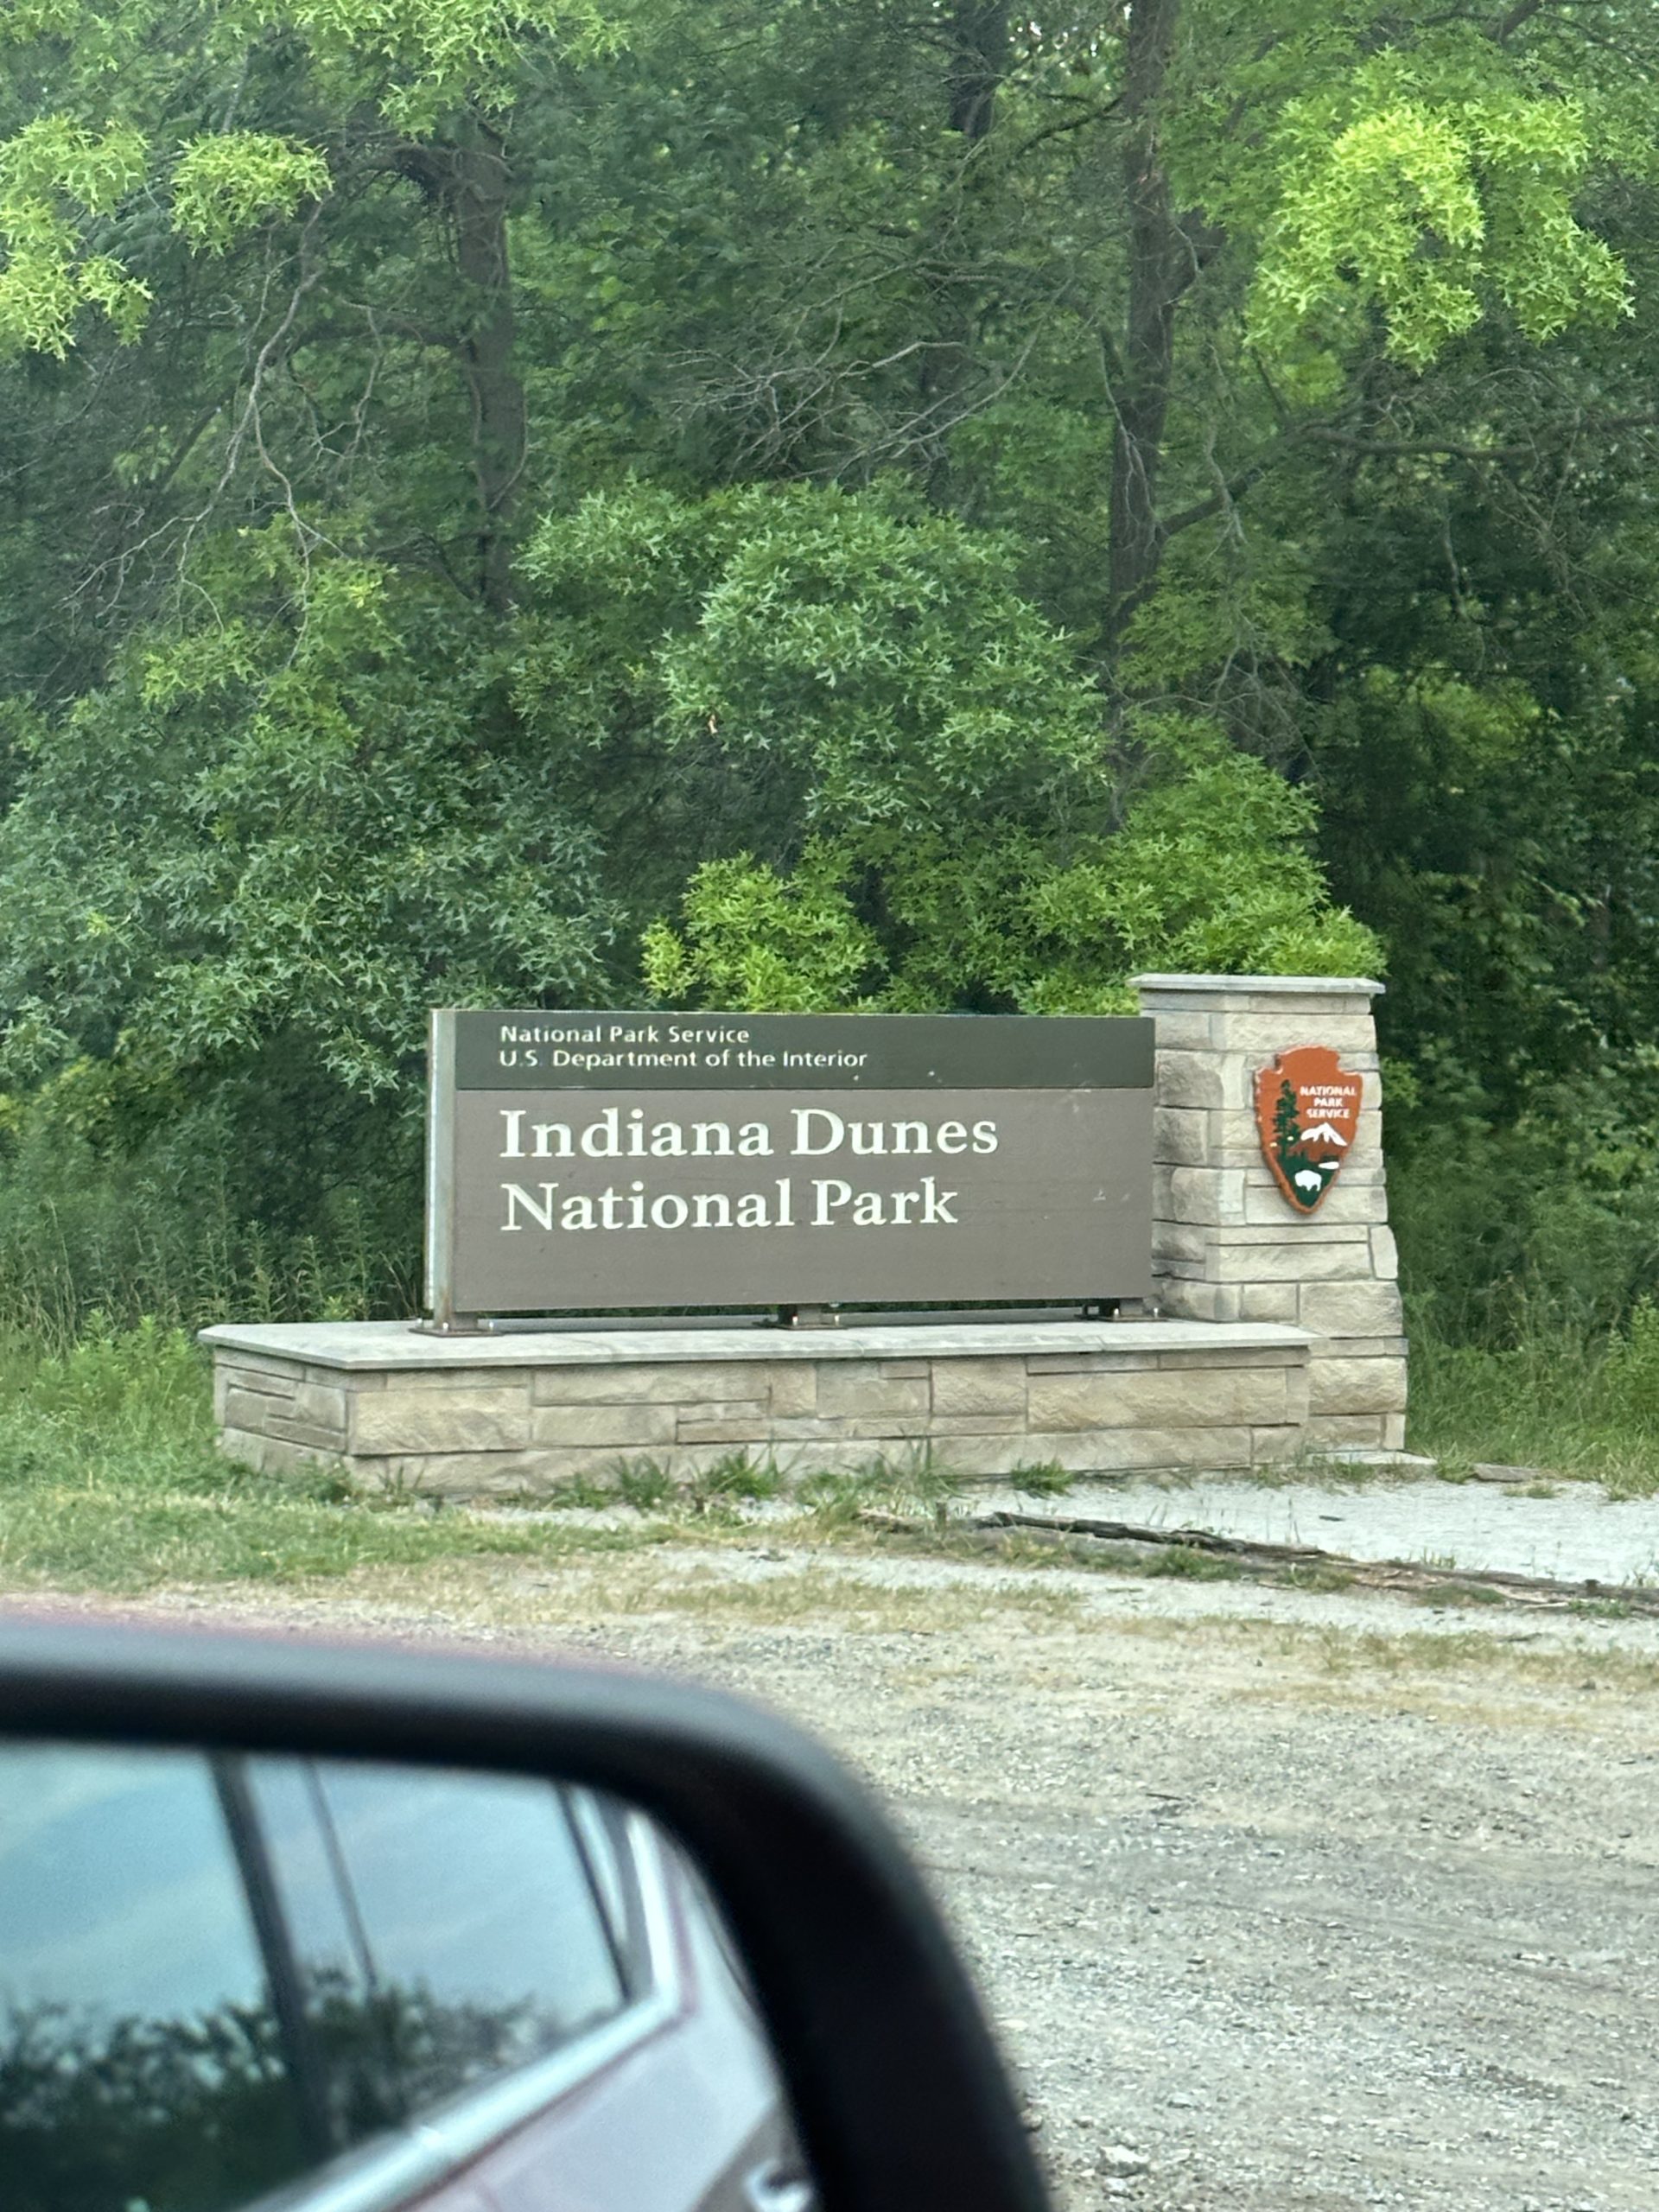 National Park Service
U.S. Department of the Interior
Indiana Dunes
National Park
NATIONAL
PARK
SERVICE